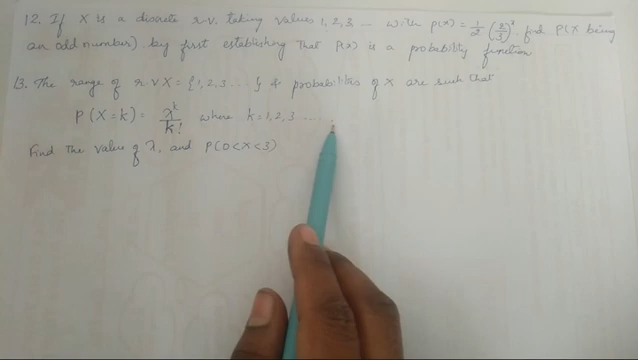 12. If X is a discrete r.v. taking values 1, 2, 3 ... with P(x) = 1/2 (2/3)^x find P(X being
an odd number) by first establishing that P(x) is a probability function
13. The range of r v X = {1, 2, 3 ....} & probabilities of X are such that
P (X = k) = λ^k / k! where k = 1, 2, 3 ......
Find the value of λ, and P(0 < X < 3)